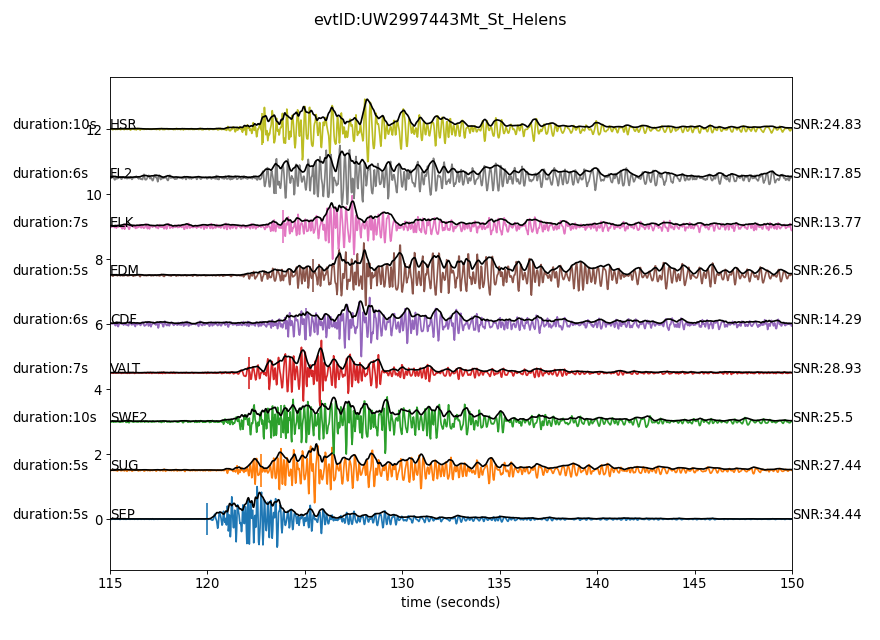 evtID:UW2997443Mt_St_Helens
duration:10s HSR SNR:24.83
12
duration:6s FL2 SNR:17.85
10
duration:7s ELK SNR:13.77
8
duration:5s EDM SNR:26.5
duration:6s CDF SNR:14.29
6
duration:7s VALT SNR:28.93
4
duration:10s SWF2 SNR:25.5
2
duration:5s SUG SNR:27.44
duration:5s SEP SNR:34.44
0
115 120 125 130 135 140 145 150
time (seconds)